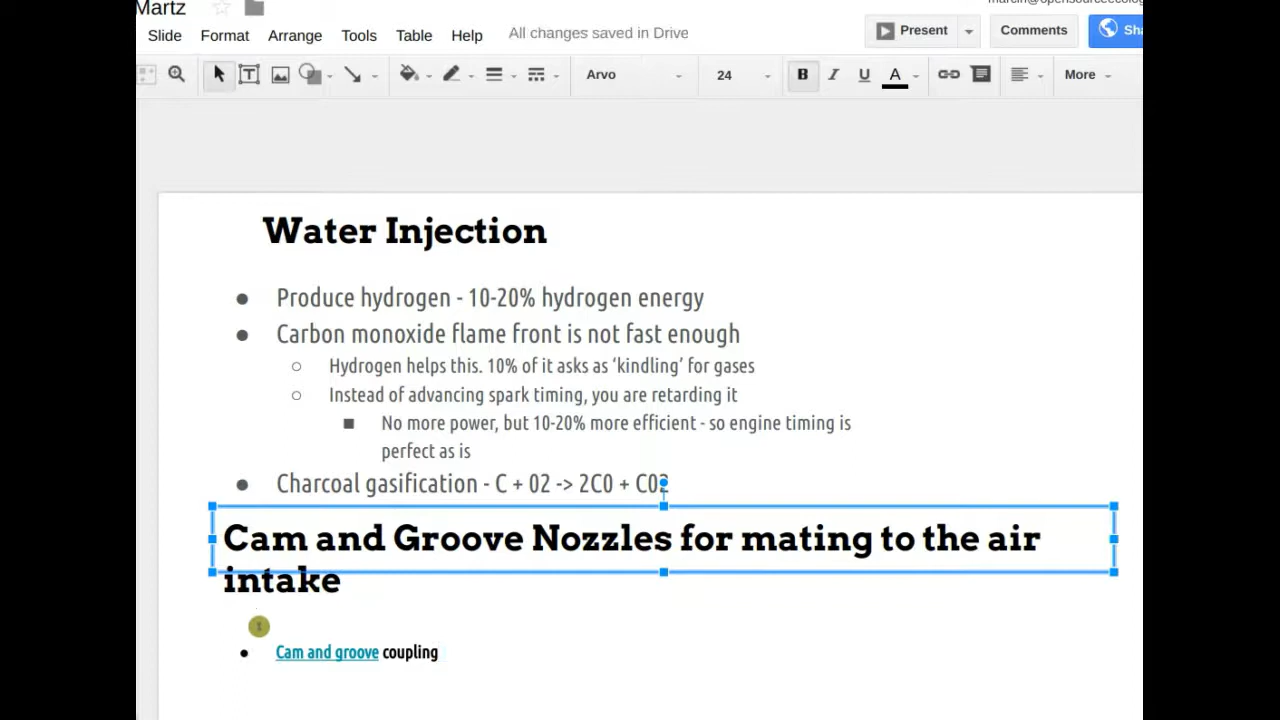 Martz
Slide Format Arrange Tools Table Help All changes saved in Drive
Present Comments
Arvo 24 B I U A More
Water Injection
● Produce hydrogen - 10-20% hydrogen energy
● Carbon monoxide flame front is not fast enough
○ Hydrogen helps this. 10% of it asks as ‘kindling’ for gases
○ Instead of advancing spark timing, you are retarding it
■ No more power, but 10-20% more efficient - so engine timing is
perfect as is
● Charcoal gasification - C + 02 -> 2C0 + C02
Cam and Groove Nozzles for mating to the air
intake
● Cam and groove coupling